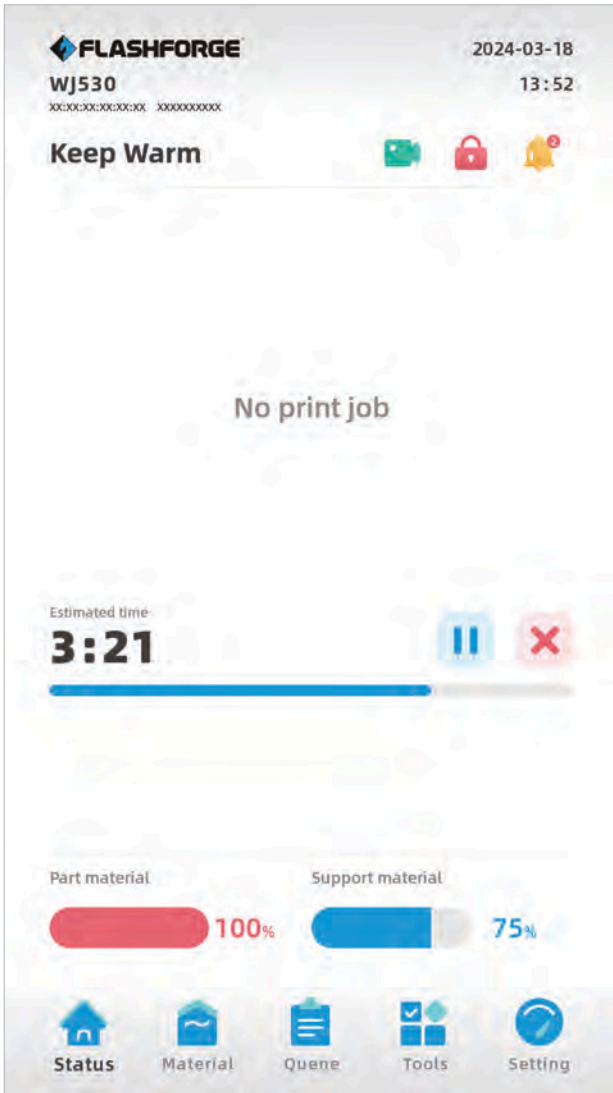 FLASHFORGE
2024-03-18
WJ530
13:52
xx:xx:xx:xx:xx:xx xxxxxxxxxx
Keep Warm
2
No print job
Estimated time
3:21
Part material
Support material
100%
75%
Status
Material
Quene
Tools
Setting